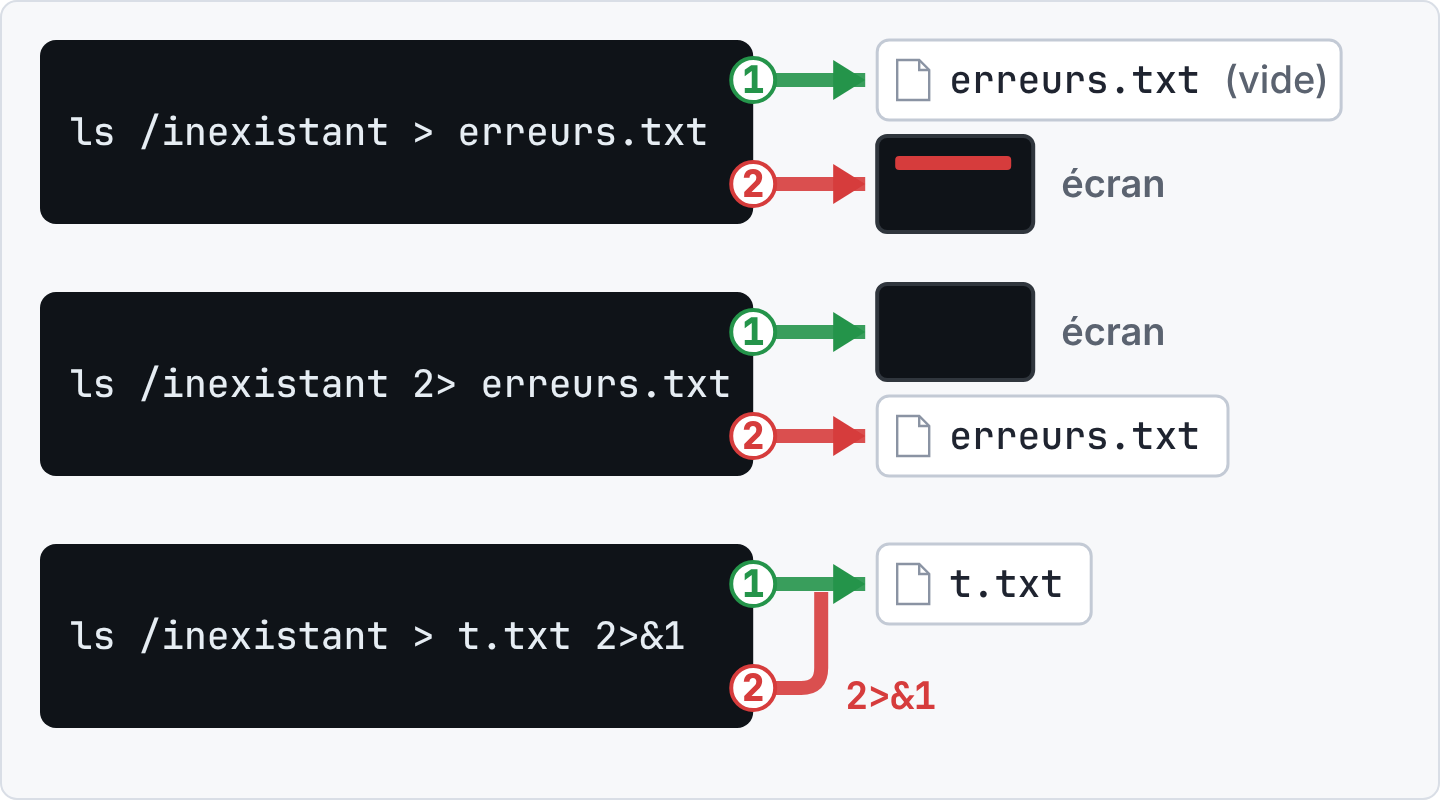 ls /inexistant > erreurs.txt
1
erreurs.txt (vide)
2
écran
ls /inexistant 2> erreurs.txt
1
écran
2
erreurs.txt
ls /inexistant > t.txt 2>&1
1
t.txt
2
2>&1